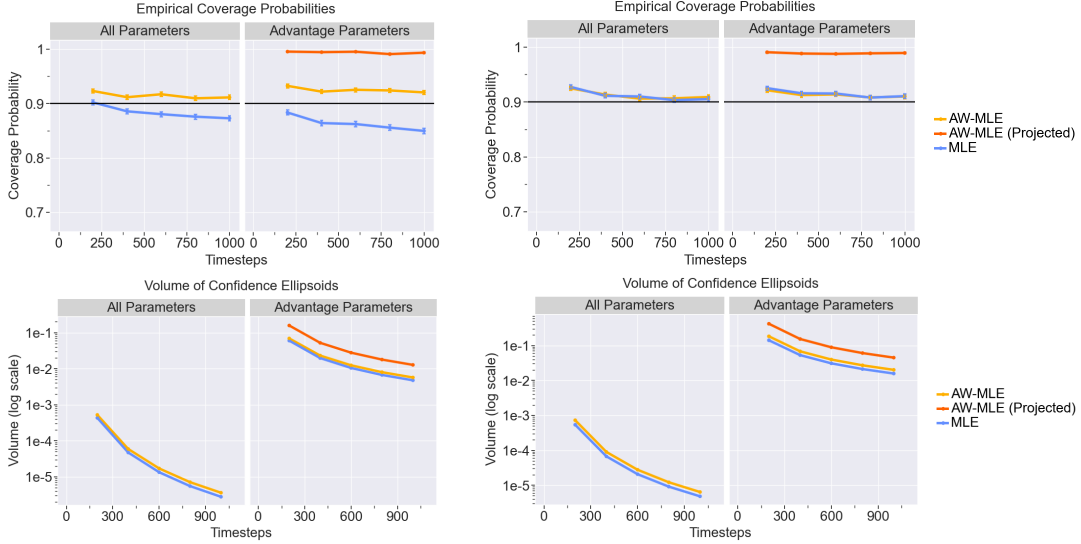 Empirical Coverage Probabilities
All Parameters Advantage Parameters
Coverage Probability
1
0.9
0.8
0.7
0 250 500 750 1000 0 250 500 750 1000
Timesteps
Empirical Coverage Probabilities
All Parameters Advantage Parameters
Coverage Probability
1
0.9
0.8
0.7
0 250 500 750 1000 0 250 500 750 1000
Timesteps
AW-MLE
AW-MLE (Projected)
MLE
Volume of Confidence Ellipsoids
All Parameters Advantage Parameters
Volume (log scale)
1e-1
1e-2
1e-3
1e-4
1e-5
0 300 600 900 0 300 600 900
Timesteps
Volume of Confidence Ellipsoids
All Parameters Advantage Parameters
Volume (log scale)
1e-1
1e-2
1e-3
1e-4
1e-5
0 300 600 900 0 300 600 900
Timesteps
AW-MLE
AW-MLE (Projected)
MLE